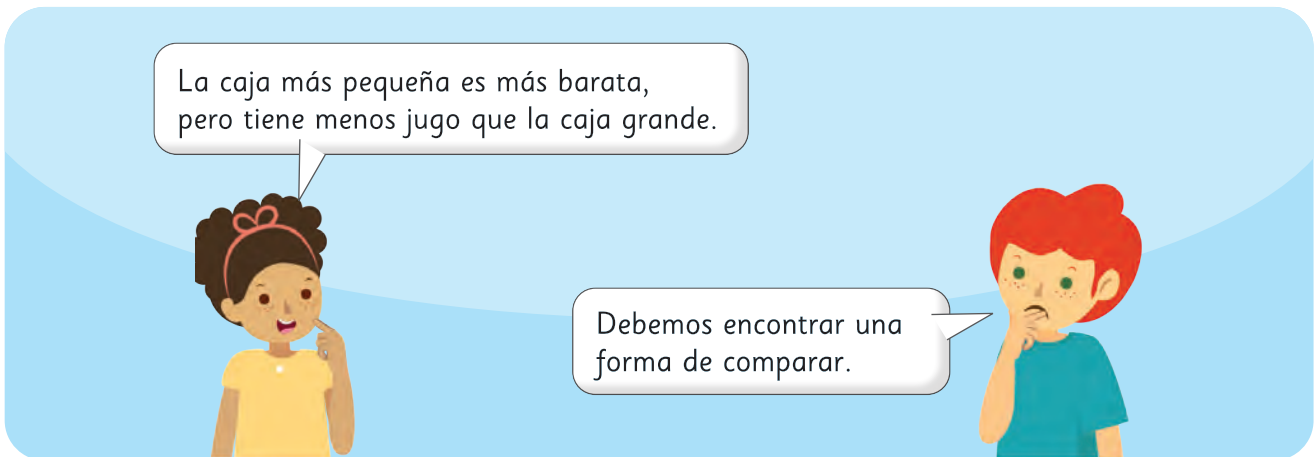 La caja más pequeña es más barata,
pero tiene menos jugo que la caja grande.
Debemos encontrar una
forma de comparar.